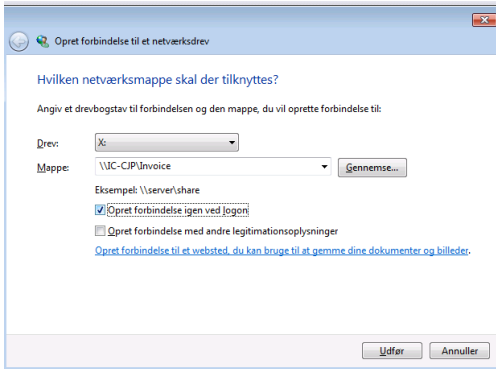 Opret forbindelse til et netværksdrev
Hvilken netværksmappe skal der tilknyttes?
Angiv et drevbogstav til forbindelsen og den mappe, du vil oprette forbindelse til:
Drev: X:
Mappe: \\IC-CJP\Invoice Gennemse...
Eksempel: \\server\share
Opret forbindelse igen ved logon
Opret forbindelse med andre legitimationsoplysninger
Opret forbindelse til et websted, du kan bruge til at gemme dine dokumenter og billeder.
Udfør Annuller